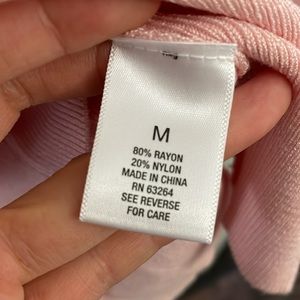 M
80% RAYON
20% NYLON
MADE IN CHINA
RN 63264
SEE REVERSE
FOR CARE